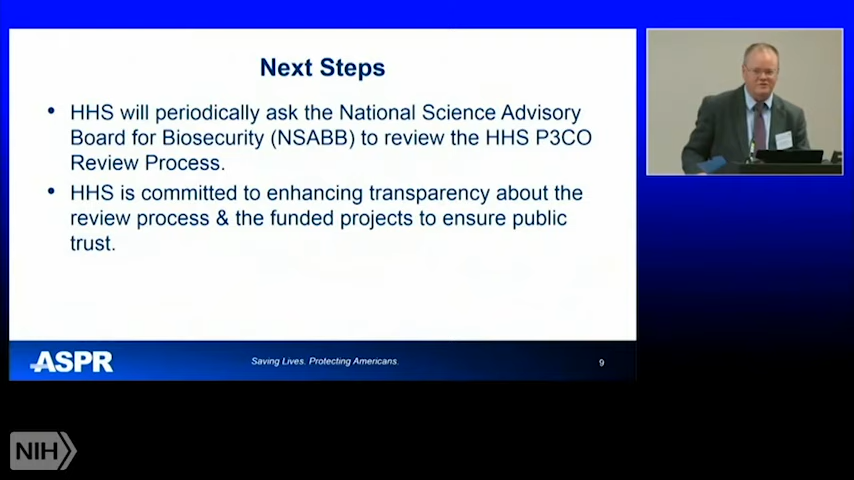 Next Steps
• HHS will periodically ask the National Science Advisory
Board for Biosecurity (NSABB) to review the HHS P3CO
Review Process.
• HHS is committed to enhancing transparency about the
review process & the funded projects to ensure public
trust.
ASPR
Saving Lives. Protecting Americans.
9
NIH